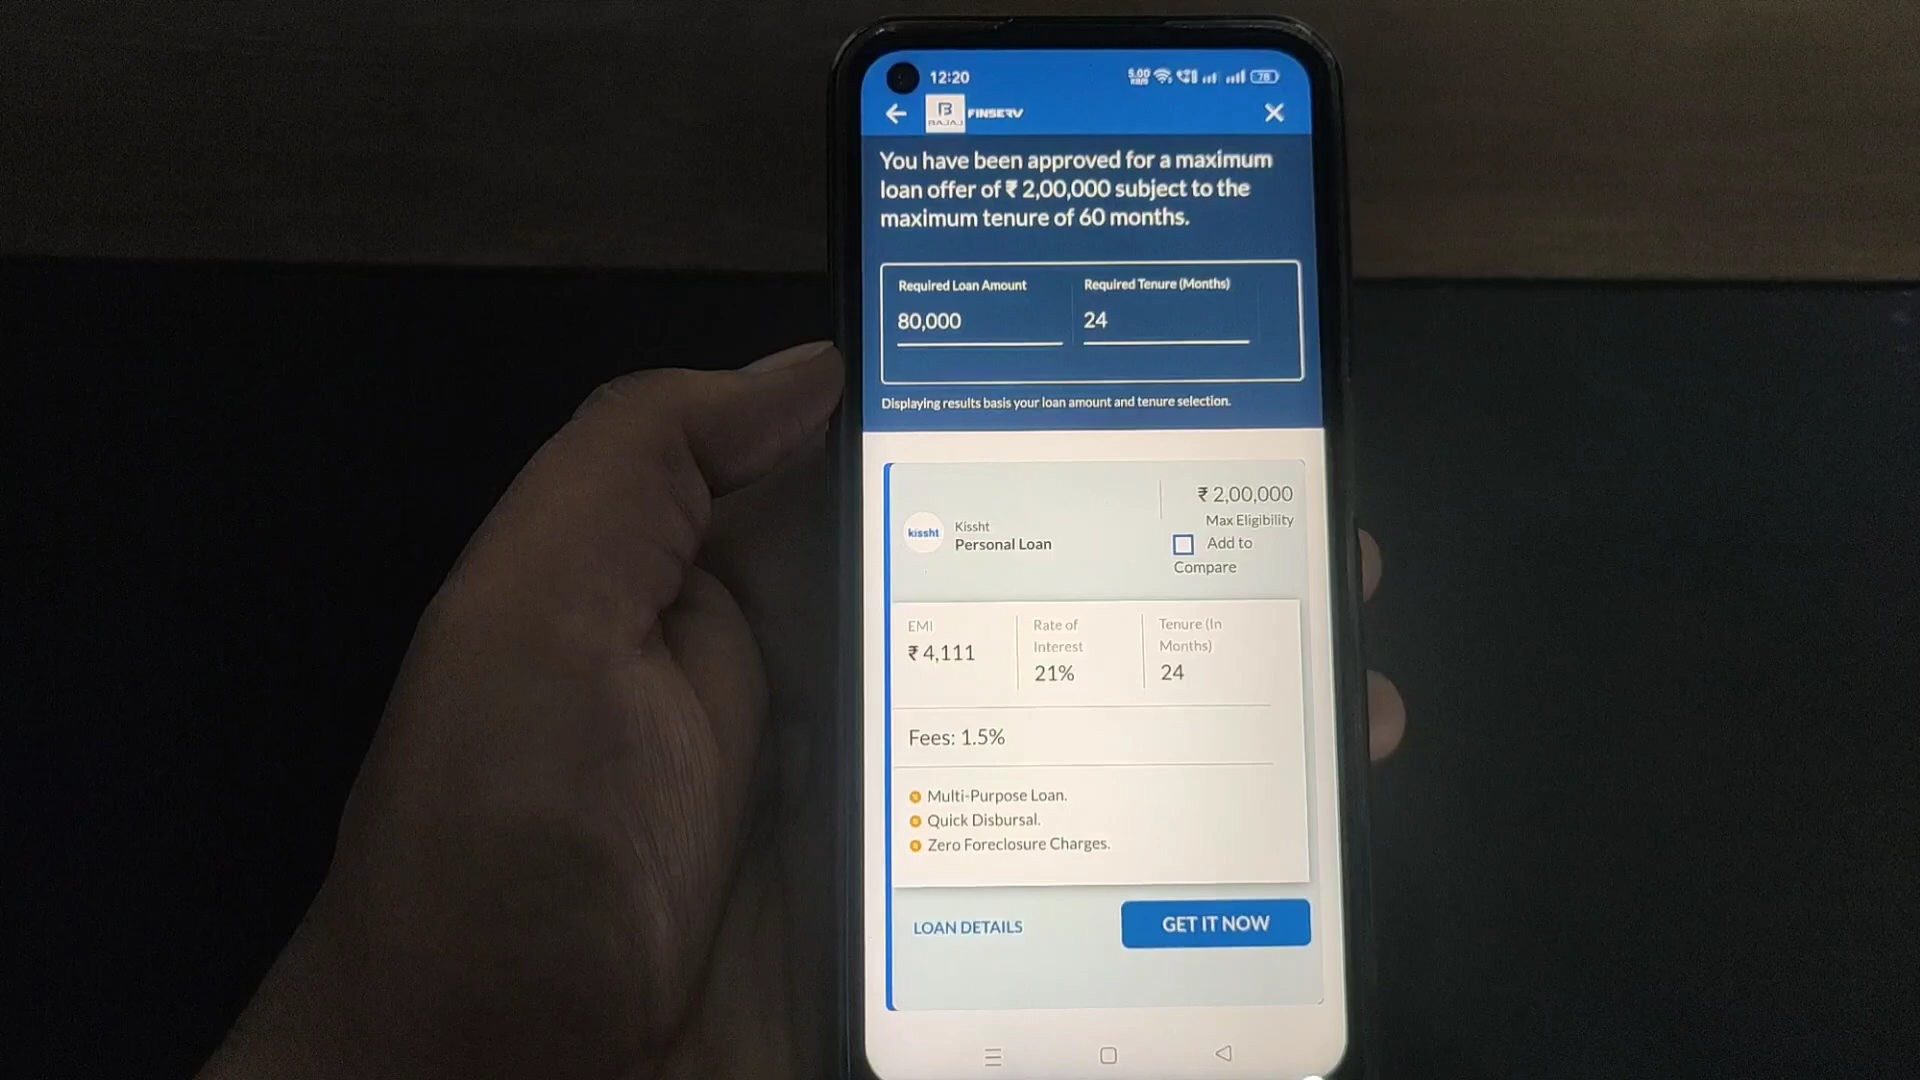 12:20
5.00
KB/S
78
B
BAJAJ
FINSERV
You have been approved for a maximum
loan offer of ₹ 2,00,000 subject to the
maximum tenure of 60 months.
Required Loan Amount
Required Tenure (Months)
80,000
24
Displaying results basis your loan amount and tenure selection.
₹ 2,00,000
Max Eligibility
kissht
Kissht
Personal Loan
Add to
Compare
EMI
₹ 4,111
Rate of
Interest
21%
Tenure (In
Months)
24
Fees: 1.5%
Multi-Purpose Loan.
Quick Disbursal.
Zero Foreclosure Charges.
LOAN DETAILS
GET IT NOW